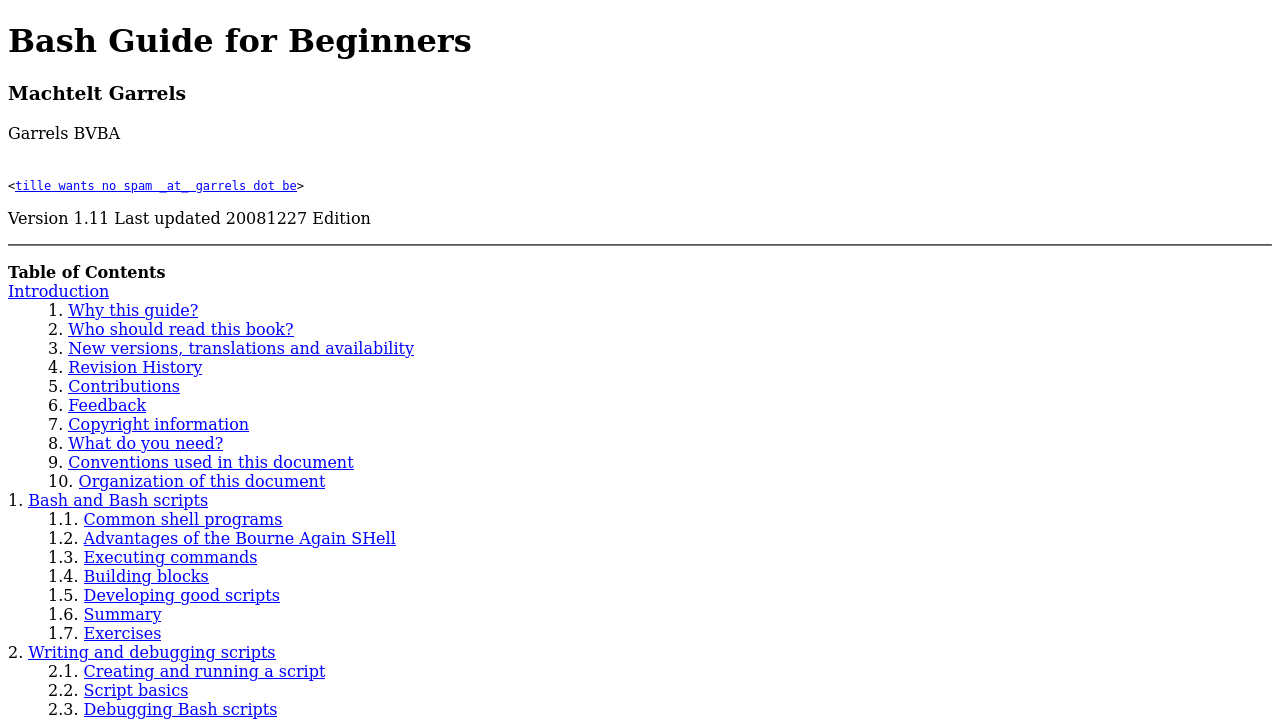 Bash Guide for Beginners
Machtelt Garrels
Garrels BVBA
<tille wants no spam _at_ garrels dot be>
Version 1.11 Last updated 20081227 Edition
Table of Contents
Introduction
1. Why this guide?
2. Who should read this book?
3. New versions, translations and availability
4. Revision History
5. Contributions
6. Feedback
7. Copyright information
8. What do you need?
9. Conventions used in this document
10. Organization of this document
1. Bash and Bash scripts
1.1. Common shell programs
1.2. Advantages of the Bourne Again SHell
1.3. Executing commands
1.4. Building blocks
1.5. Developing good scripts
1.6. Summary
1.7. Exercises
2. Writing and debugging scripts
2.1. Creating and running a script
2.2. Script basics
2.3. Debugging Bash scripts